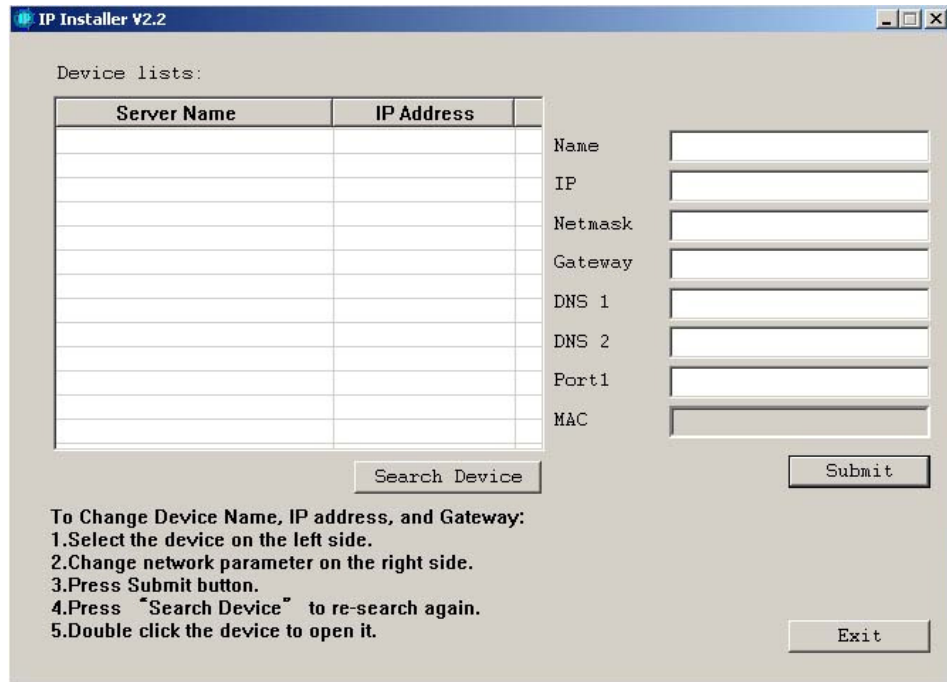 IP Installer V2.2
Device lists:
Server Name IP Address
Name
IP
Netmask
Gateway
DNS 1
DNS 2
Port1
MAC
Search Device
Submit
To Change Device Name, IP address, and Gateway:
1.Select the device on the left side.
2.Change network parameter on the right side.
3.Press Submit button.
4.Press “Search Device” to re-search again.
5.Double click the device to open it.
Exit